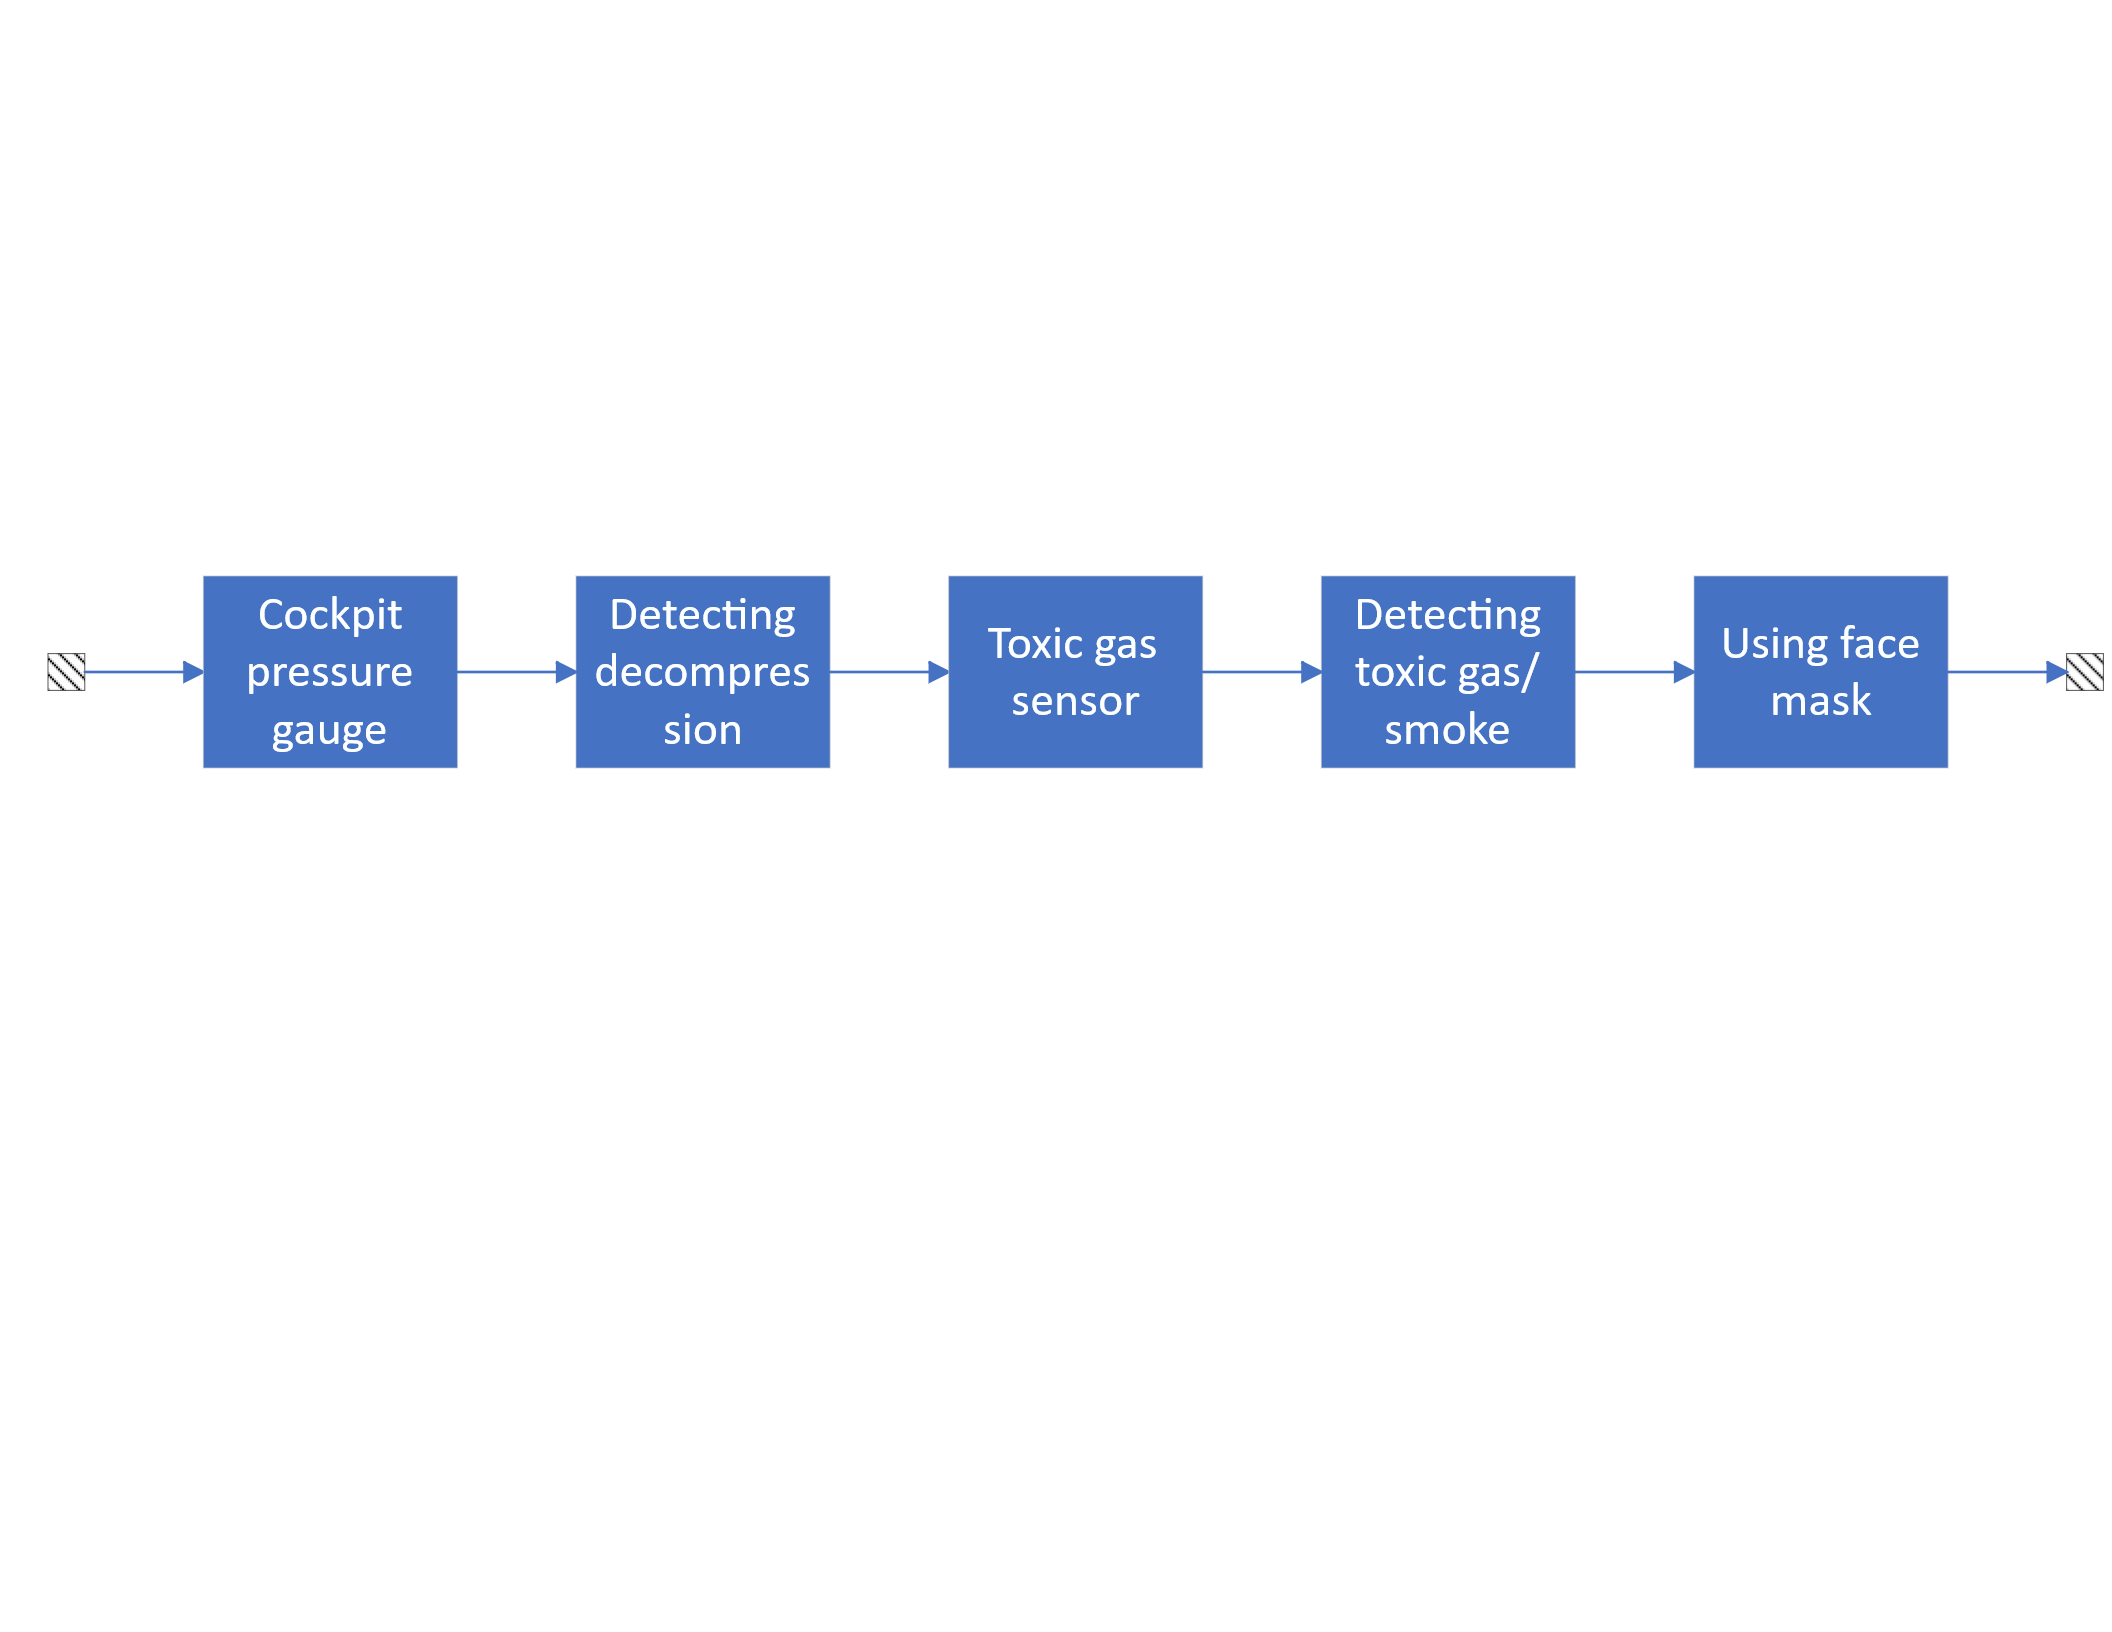 Cockpit
pressure
gauge
Detecting
decompres
sion
Toxic gas
sensor
Detecting
toxic gas/
smoke
Using face
mask